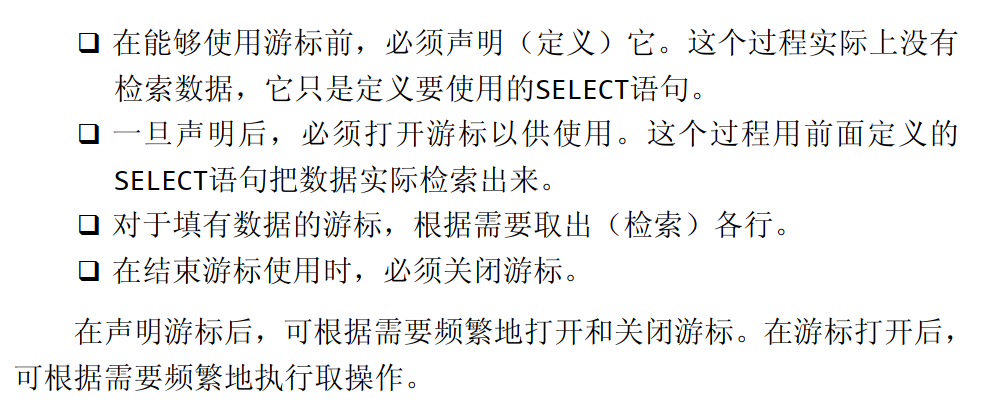 ❑ 在能够使用游标前，必须声明（定义）它。这个过程实际上没有
检索数据，它只是定义要使用的SELECT语句。
❑ 一旦声明后，必须打开游标以供使用。这个过程用前面定义的
SELECT语句把数据实际检索出来。
❑ 对于填有数据的游标，根据需要取出（检索）各行。
❑ 在结束游标使用时，必须关闭游标。
在声明游标后，可根据需要频繁地打开和关闭游标。在游标打开后，
可根据需要频繁地执行取操作。